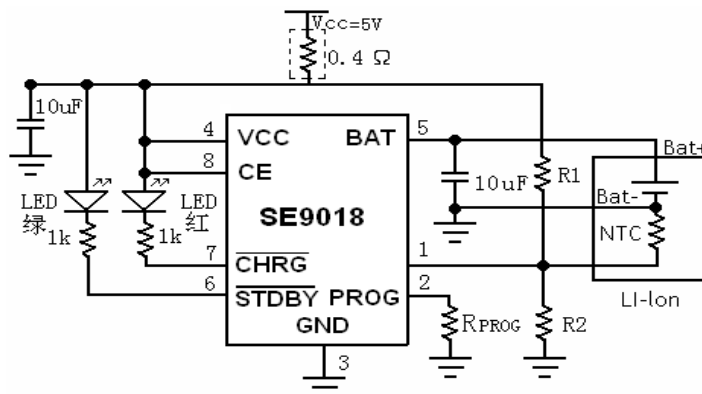 VCC=5V
0.4 Ω
10uF
4
VCC
BAT
5
8
CE
Bat+
R1
10uF
Bat-
LED
绿
LED
红
SE9018
1k
1k
NTC
7
CHRG
1
6
STDBY
PROG
2
LI-Ion
GND
RPROG
R2
3